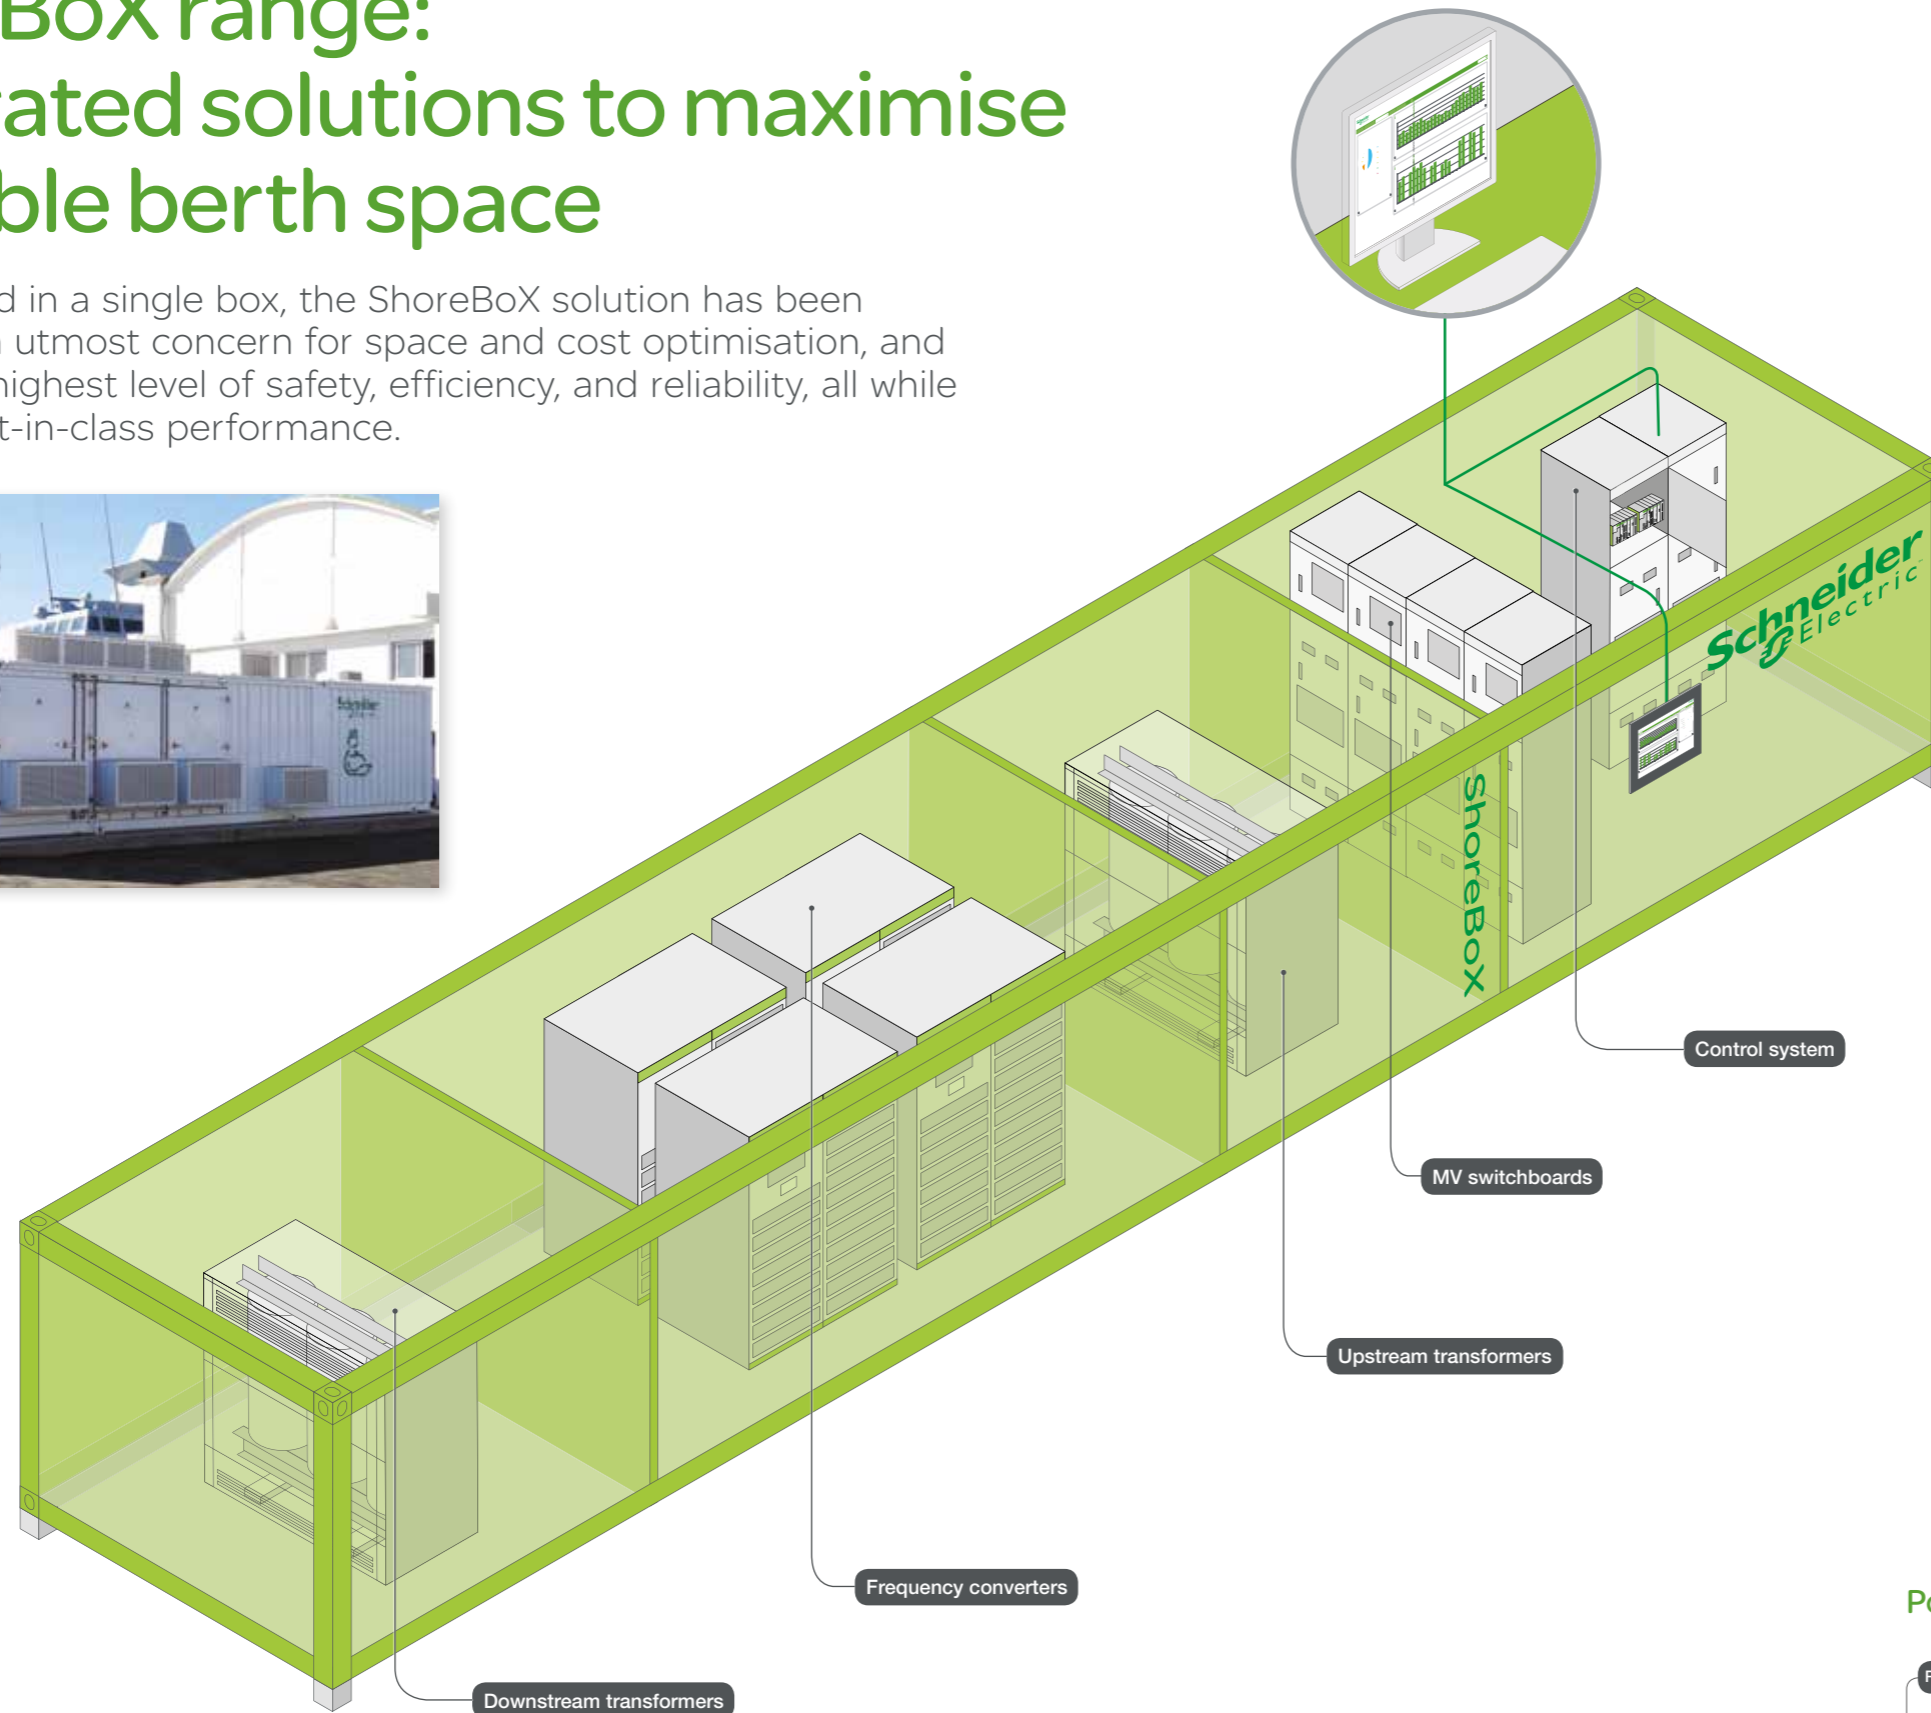 BoX range:
rated solutions to maximise
ble berth space
d in a single box, the ShoreBoX solution has been
utmost concern for space and cost optimisation, and
highest level of safety, efficiency, and reliability, all while
t-in-class performance.
Schneider
Electric
Schneider
ShoreBoX
Control system
MV switchboards
Upstream transformers
Frequency converters
Downstream transformers
Po